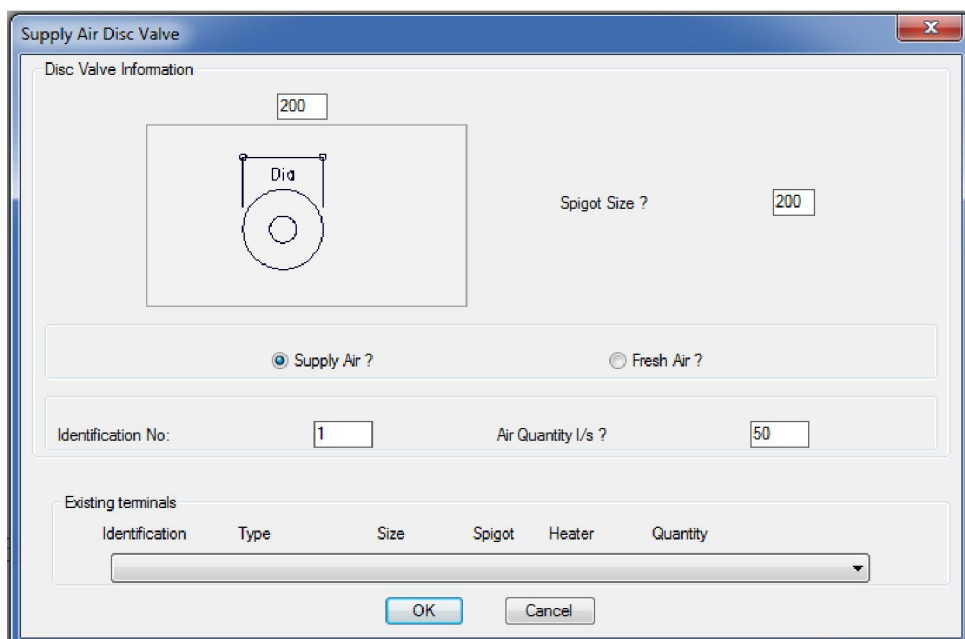 Supply Air Disc Valve
Disc Valve Information
200
Dia
Spigot Size ? 200
Supply Air ? Fresh Air ?
Identification No: 1 Air Quantity l/s ? 50
Existing terminals
Identification Type Size Spigot Heater Quantity
OK Cancel